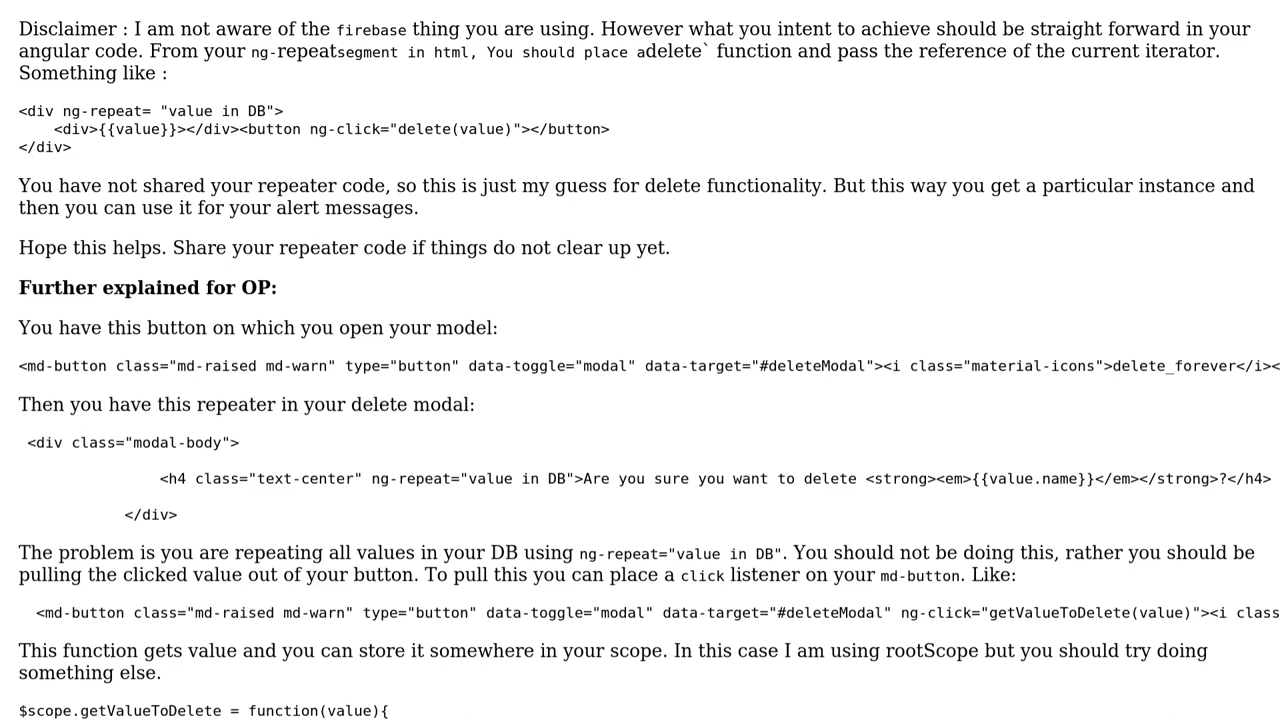 Disclaimer : I am not aware of the firebase thing you are using. However what you intent to achieve should be straight forward in your
angular code. From your ng-repeatsegment in html, You should place adelete` function and pass the reference of the current iterator.
Something like :
<div ng-repeat= "value in DB">
    <div>{{value}}></div><button ng-click="delete(value)"></button>
</div>
You have not shared your repeater code, so this is just my guess for delete functionality. But this way you get a particular instance and
then you can use it for your alert messages.
Hope this helps. Share your repeater code if things do not clear up yet.
Further explained for OP:
You have this button on which you open your model:
<md-button class="md-raised md-warn" type="button" data-toggle="modal" data-target="#deleteModal"><i class="material-icons">delete_forever</i><
Then you have this repeater in your delete modal:
 <div class="modal-body">
                <h4 class="text-center" ng-repeat="value in DB">Are you sure you want to delete <strong><em>{{value.name}}</em></strong>?</h4>
            </div>
The problem is you are repeating all values in your DB using ng-repeat="value in DB". You should not be doing this, rather you should be
pulling the clicked value out of your button. To pull this you can place a click listener on your md-button. Like:
  <md-button class="md-raised md-warn" type="button" data-toggle="modal" data-target="#deleteModal" ng-click="getValueToDelete(value)"><i class
This function gets value and you can store it somewhere in your scope. In this case I am using rootScope but you should try doing
something else.
$scope.getValueToDelete = function(value){